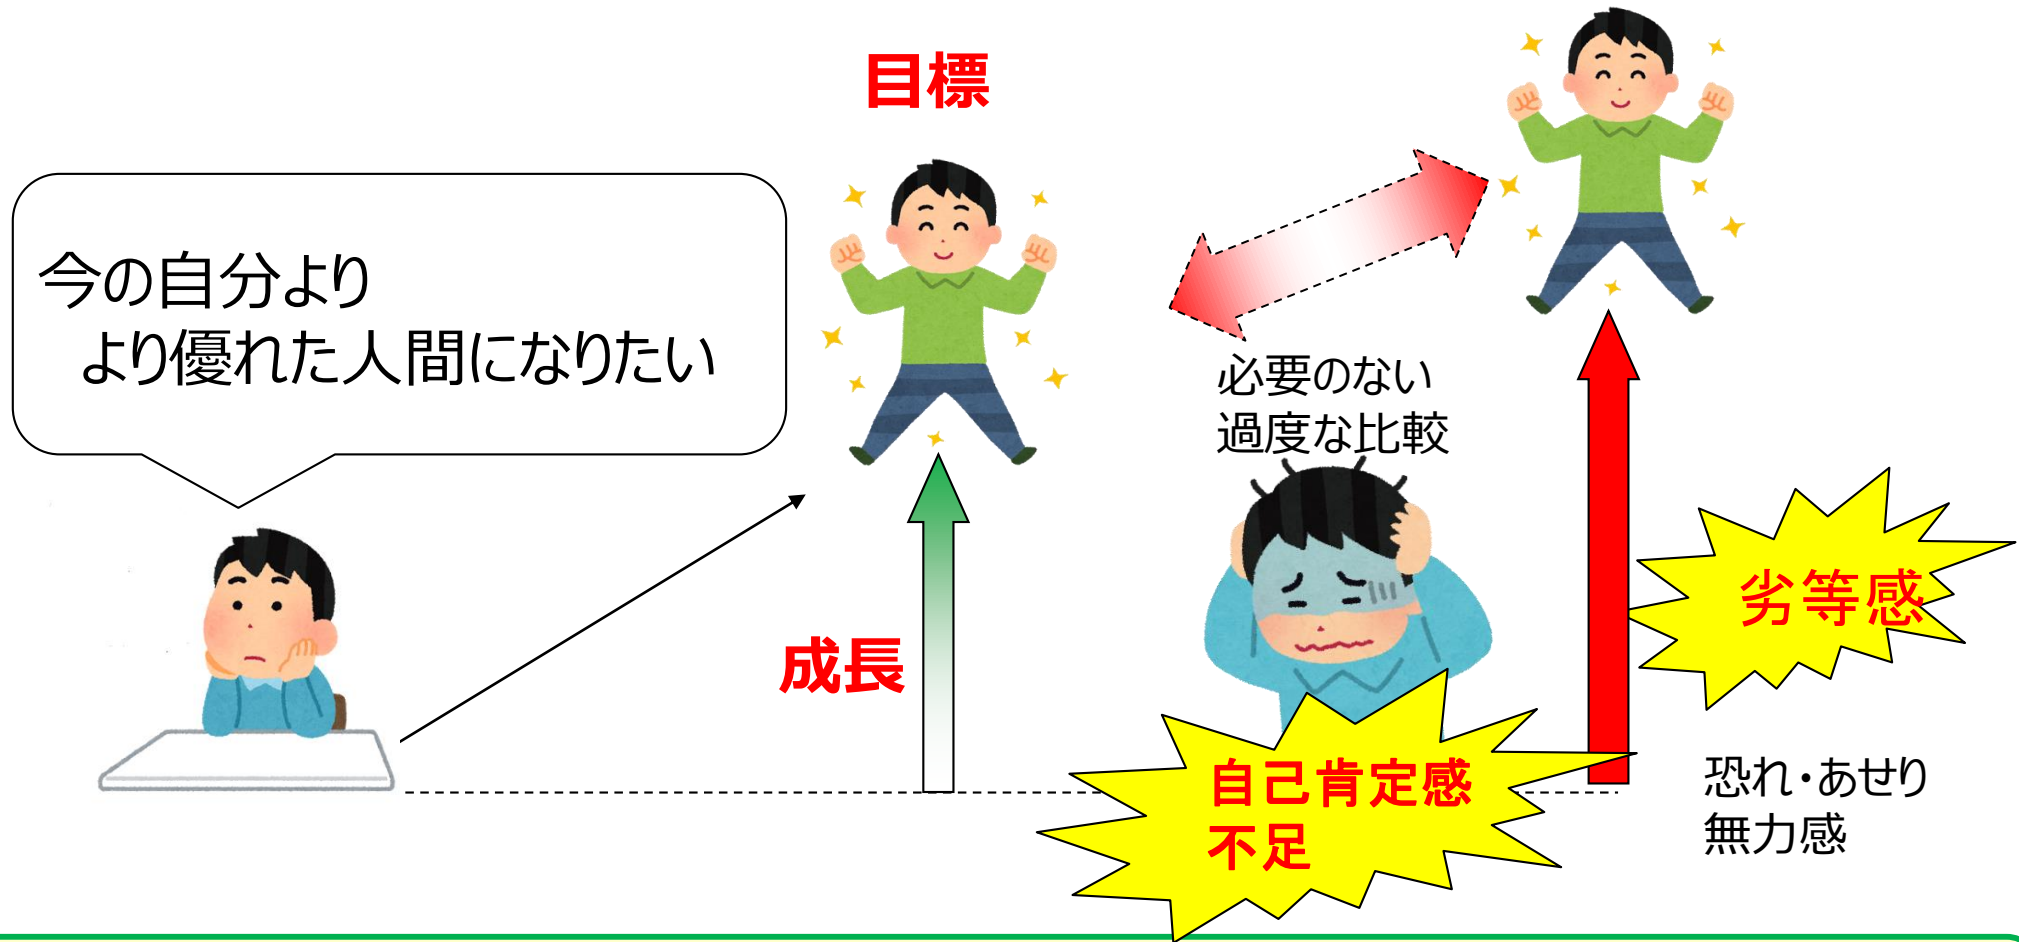 目標
今の自分より
より優れた人間になりたい
必要のない
過度な比較
劣等感
成長
自己肯定感
不足
恐れ・あせり
無力感